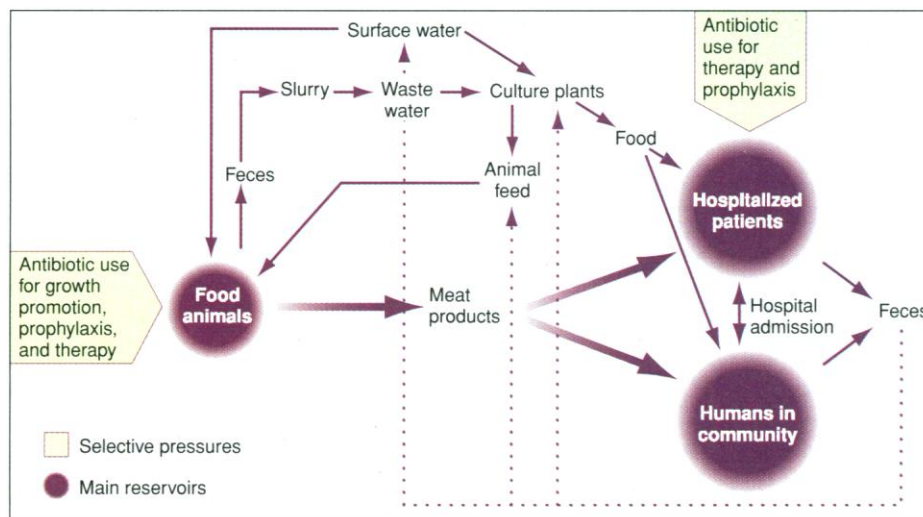 Surface water
Antibiotic
use for
therapy and
prophylaxis
Slurry
Waste
water
Culture plants
Food
Feces
Animal
feed
Hospitalized
patients
Antibiotic use
for growth
promotion,
prophylaxis,
and therapy
Food
animals
Meat
products
Hospital
admission
Feces
Humans in
community
Selective pressures
Main reservoirs